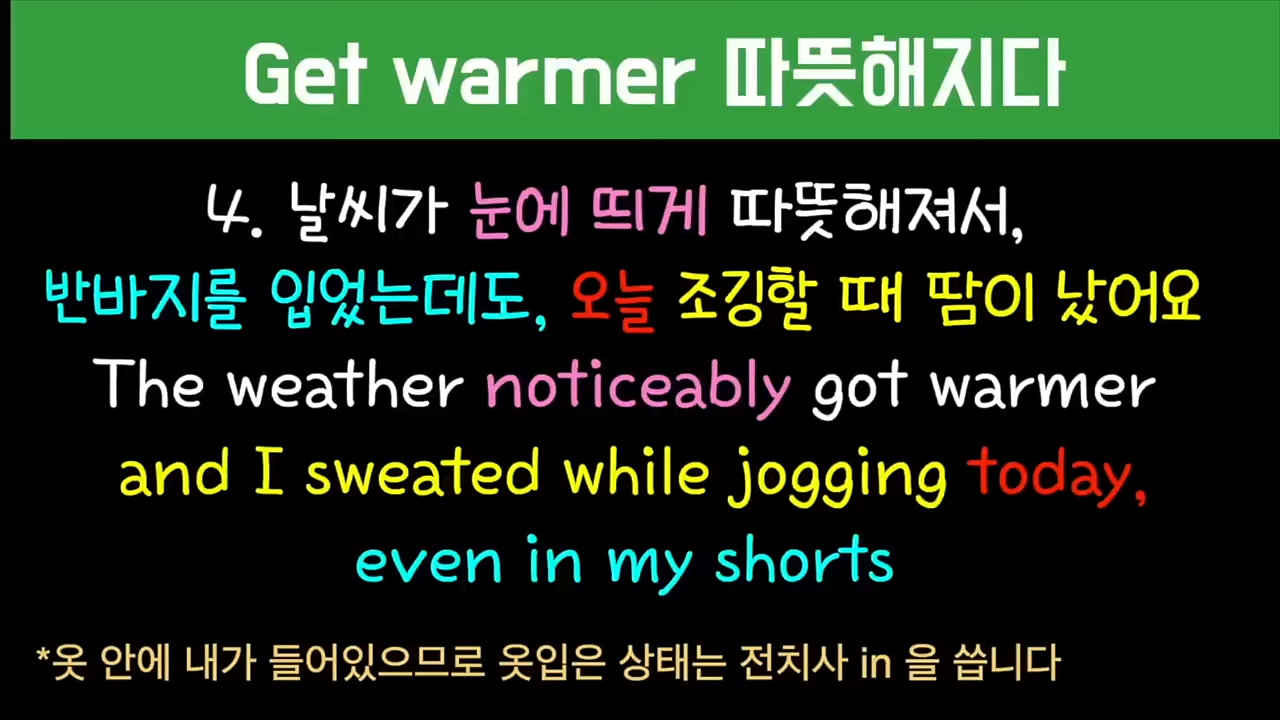 Get warmer 따뜻해지다
4. 날씨가 눈에 띄게 따뜻해져서,
반바지를 입었는데도, 오늘 조깅할 때 땀이 났어요
The weather noticeably got warmer
and I sweated while jogging today,
even in my shorts
*옷 안에 내가 들어있으므로 옷입은 상태는 전치사 in 을 씁니다